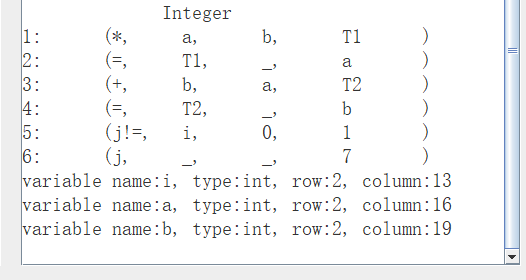 Integer
1: (*, a, b, T1 )
2: (=, T1, _, a )
3: (+, b, a, T2 )
4: (=, T2, _, b )
5: (j!=, i, 0, 1 )
6: (j, _, _, 7 )
variable name:i, type:int, row:2, column:13
variable name:a, type:int, row:2, column:16
variable name:b, type:int, row:2, column:19